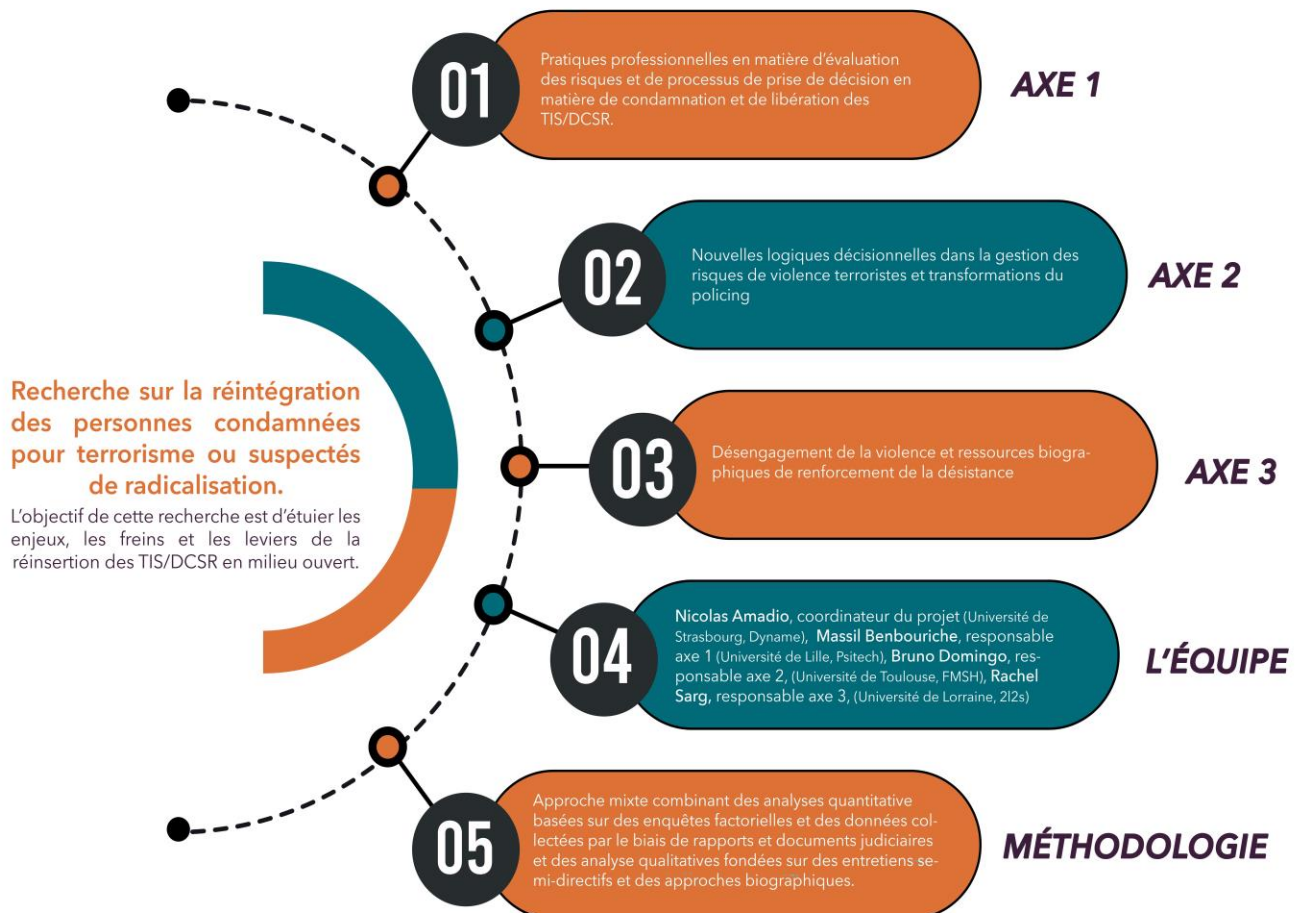 Recherche sur la réintégration
des personnes condamnées
pour terrorisme ou suspectés
de radicalisation.
L'objectif de cette recherche est d'étuier les
enjeux, les freins et les leviers de la
réinsertion des TIS/DCSR en milieu ouvert.
01
Pratiques professionnelles en matière d'évaluation
des risques et de processus de prise de décision en
matière de condamnation et de libération des
TIS/DCSR.
AXE 1
02
Nouvelles logiques décisionnelles dans la gestion des
risques de violence terroristes et transformations du
policing
AXE 2
03
Désengagement de la violence et ressources biogra-
phiques de renforcement de la désistance
AXE 3
04
Nicolas Amadio, coordinateur du projet (Université de
Strasbourg, Dyname), Massil Benbouriche, responsable
axe 1 (Université de Lille, Psitech), Bruno Domingo, res-
ponsable axe 2, (Université de Toulouse, FMSH), Rachel
Sarg, responsable axe 3, (Université de Lorraine, 2l2s)
L'ÉQUIPE
05
Approche mixte combinant des analyses quantitative
basées sur des enquêtes factorielles et des données col-
lectées par le biais de rapports et documents judiciaires
et des analyse qualitatives fondées sur des entretiens se-
mi-directifs et des approches biographiques.
MÉTHODOLOGIE